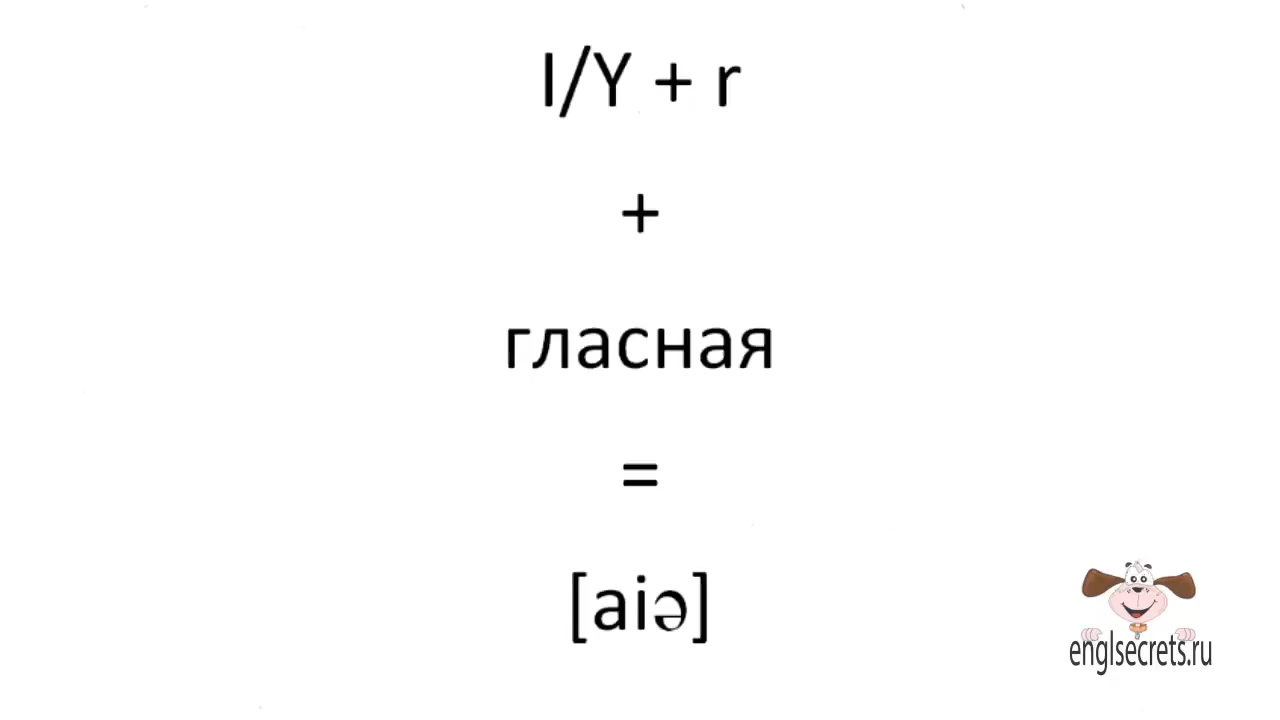 I/Y + r
+
гласная
=
[aiə]
englsecrets.ru